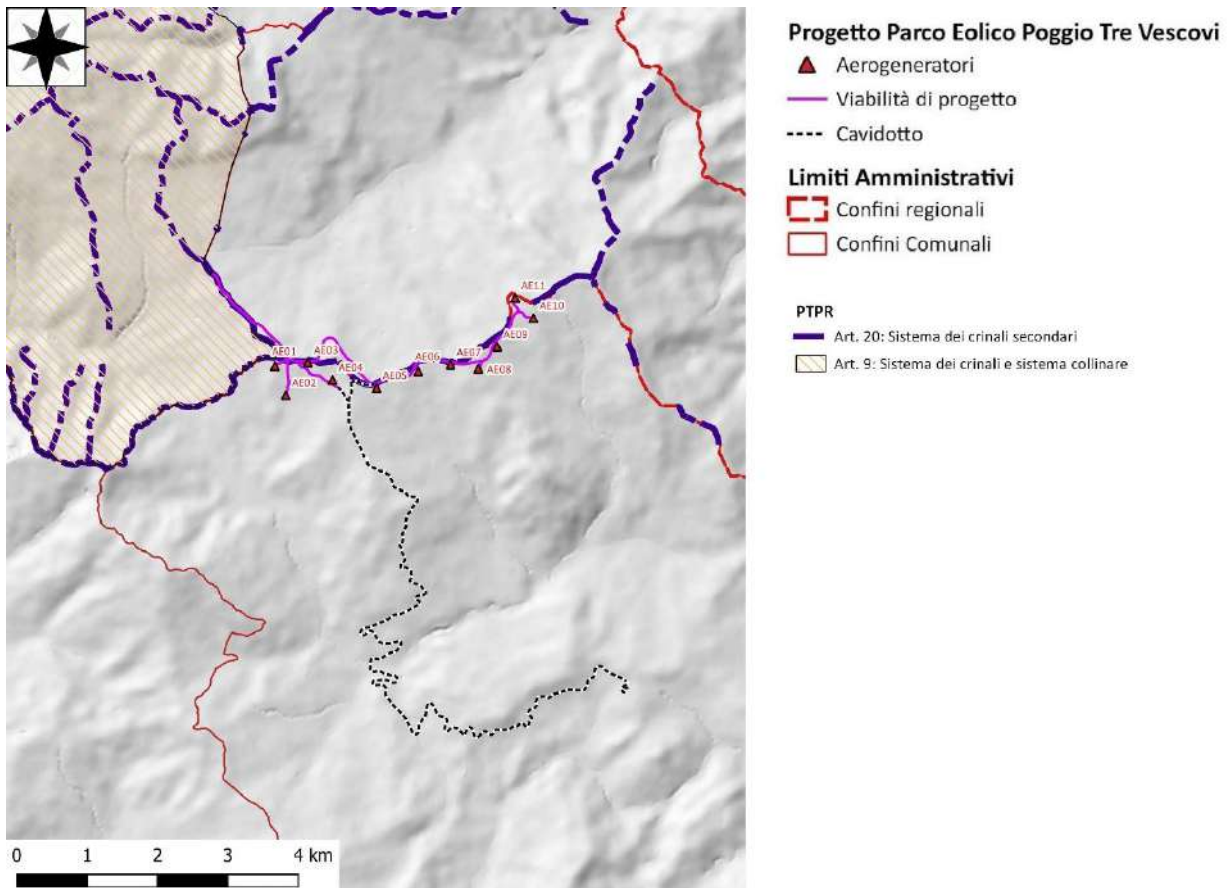 Progetto Parco Eolico Poggio Tre Vescovi
Aerogeneratori
Viabilità di progetto
Cavidotto
Limiti Amministrativi
Confini regionali
Confini Comunali
PTPR
Art. 20: Sistema dei crinali secondari
Art. 9: Sistema dei crinali e sistema collinare
AE11
AE10
AE09
AE01
AE03
AE06
AE07
AE04
AE08
AE02
AE05
0 1 2 3 4 km